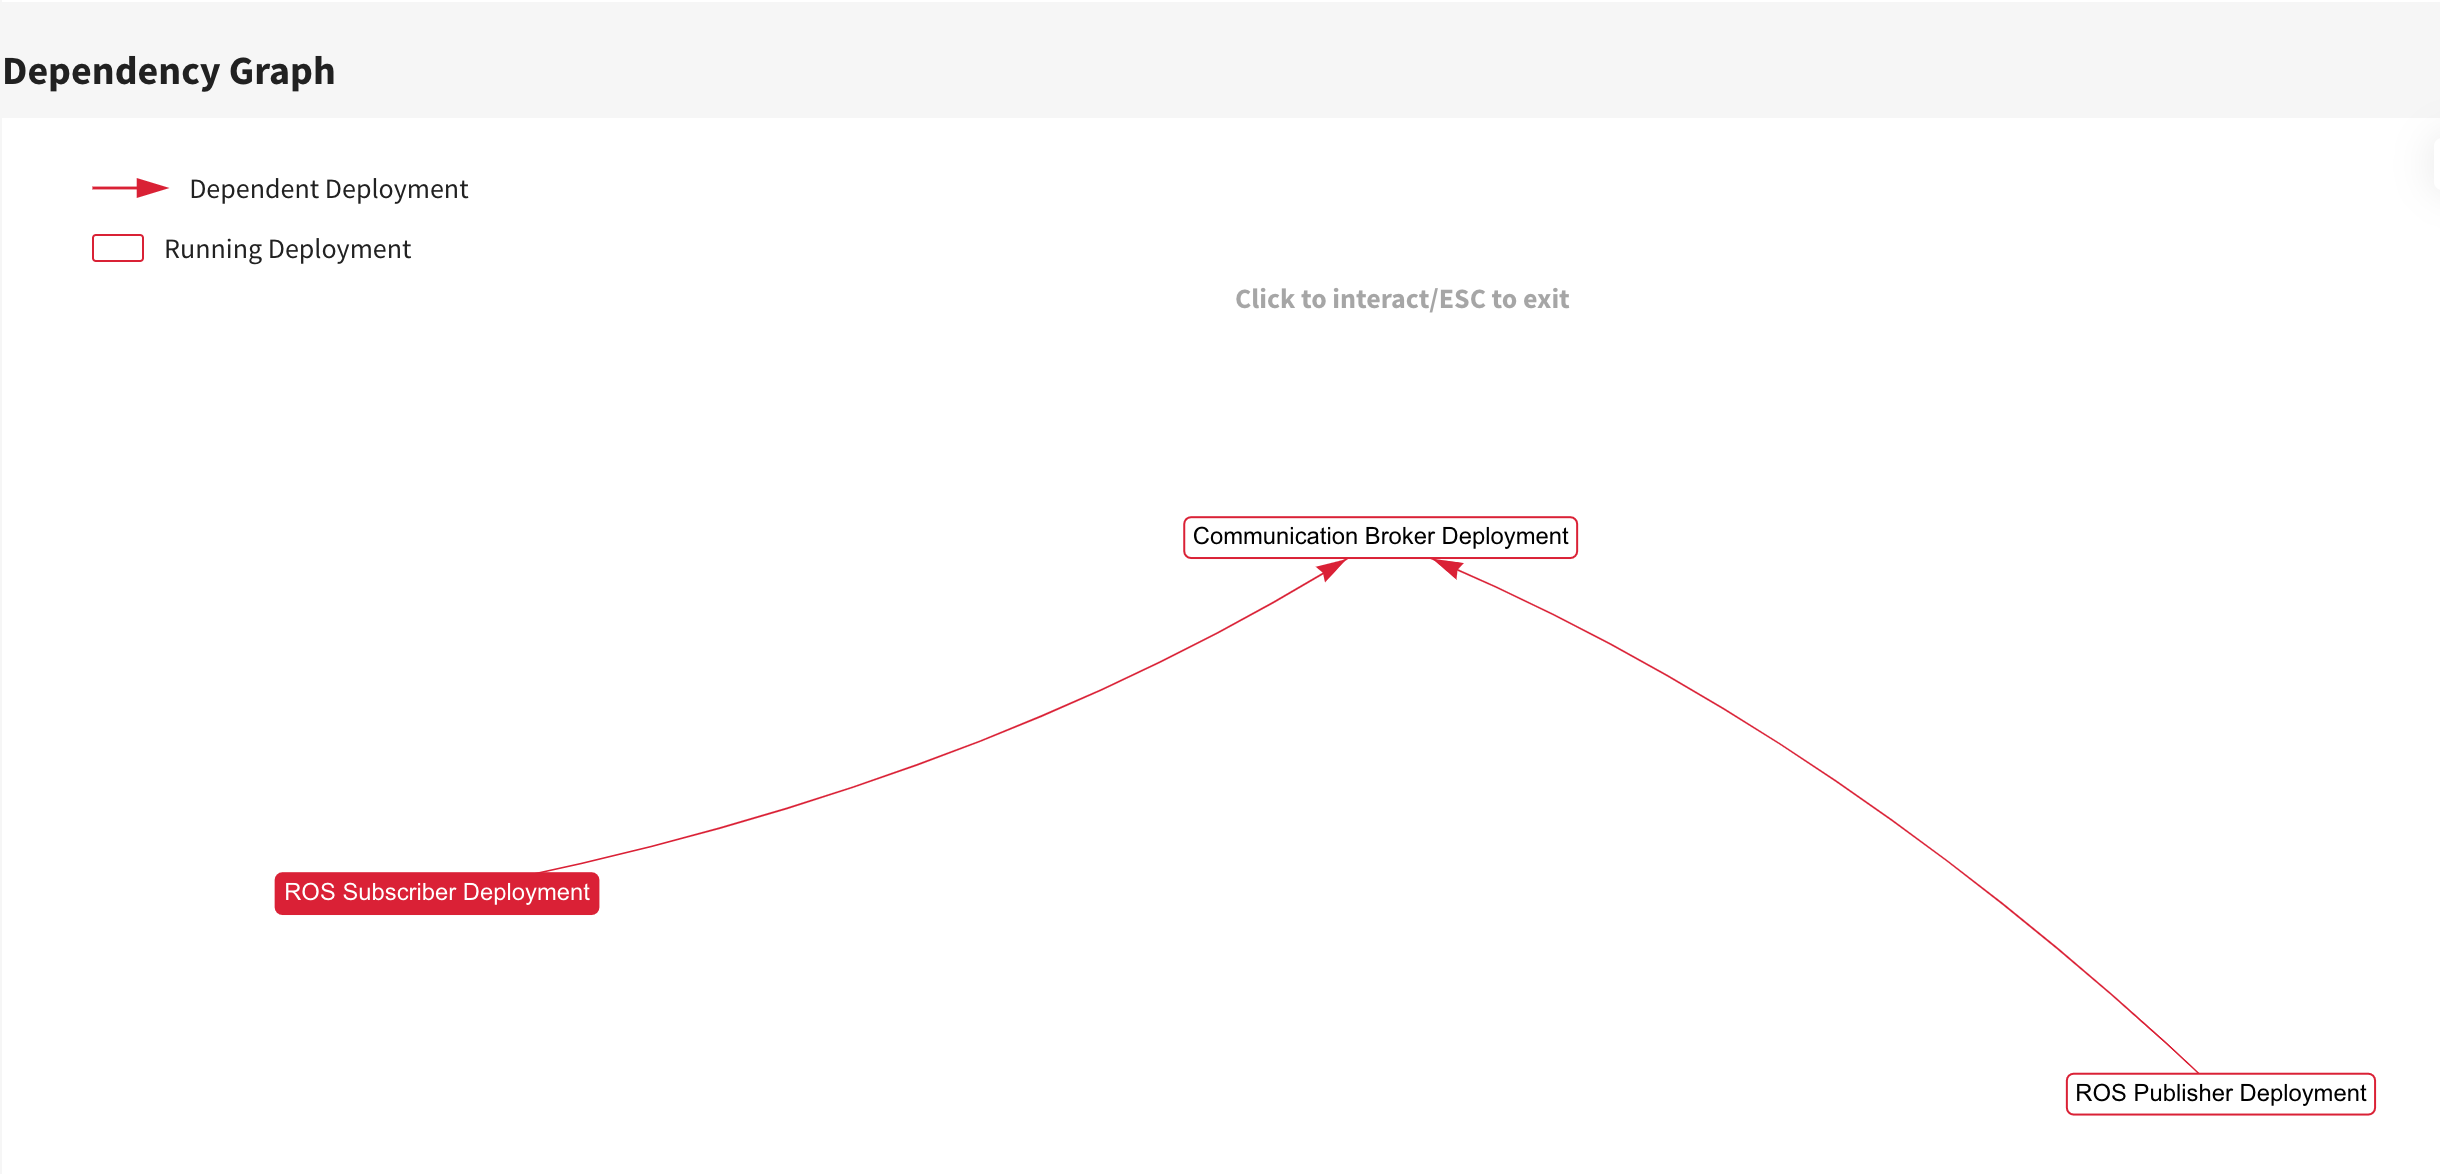 Dependency Graph
Dependent Deployment
Running Deployment
Click to interact/ESC to exit
Communication Broker Deployment
ROS Subscriber Deployment
ROS Publisher Deployment